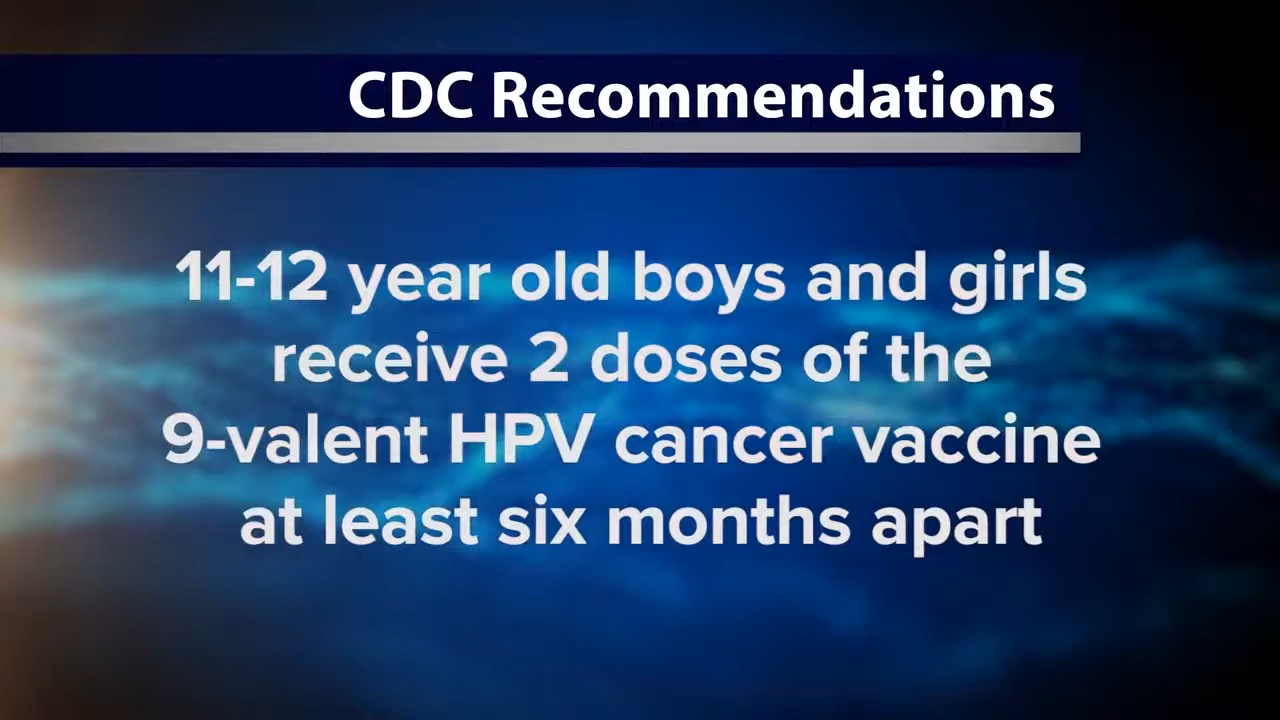 CDC Recommendations
11-12 year old boys and girls
receive 2 doses of the
9-valent HPV cancer vaccine
at least six months apart